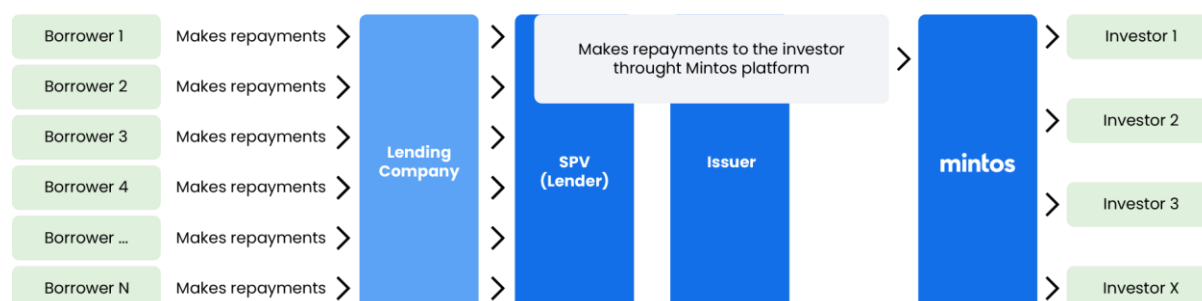 Borrower 1
Makes repayments
Borrower 2
Makes repayments
Borrower 3
Makes repayments
Borrower 4
Makes repayments
Borrower ...
Makes repayments
Borrower N
Makes repayments
Lending
Company
SPV
(Lender)
Makes repayments to the investor
throught Mintos platform
Issuer
mintos
Investor 1
Investor 2
Investor 3
Investor X